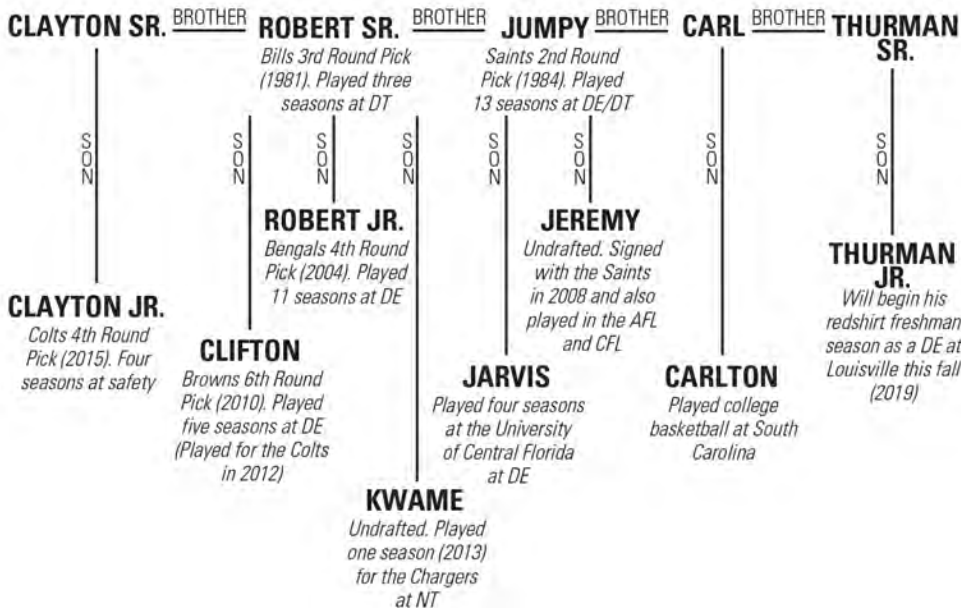 CLAYTON SR.
BROTHER
ROBERT SR.
BROTHER
JUMPY
BROTHER
CARL
BROTHER
THURMAN
SR.
Bills 3rd Round Pick
(1981). Played three
seasons at DT
Saints 2nd Round
Pick (1984). Played
13 seasons at DE/DT
SON
SON
SON
SON
SON
SON
SON
SON
CLAYTON JR.
Colts 4th Round
Pick (2015). Four
seasons at safety
CLIFTON
Browns 6th Round
Pick (2010). Played
five seasons at DE
(Played for the Colts
in 2012)
ROBERT JR.
Bengals 4th Round
Pick (2004). Played
11 seasons at DE
KWAME
Undrafted. Played
one season (2013)
for the Chargers
at NT
JARVIS
Played four seasons
at the University
of Central Florida
at DE
JEREMY
Undrafted. Signed
with the Saints
in 2008 and also
played in the AFL
and CFL
CARLTON
Played college
basketball at South
Carolina
THURMAN
JR.
Will begin his
redshirt freshman
season as a DE at
Louisville this fall
(2019)